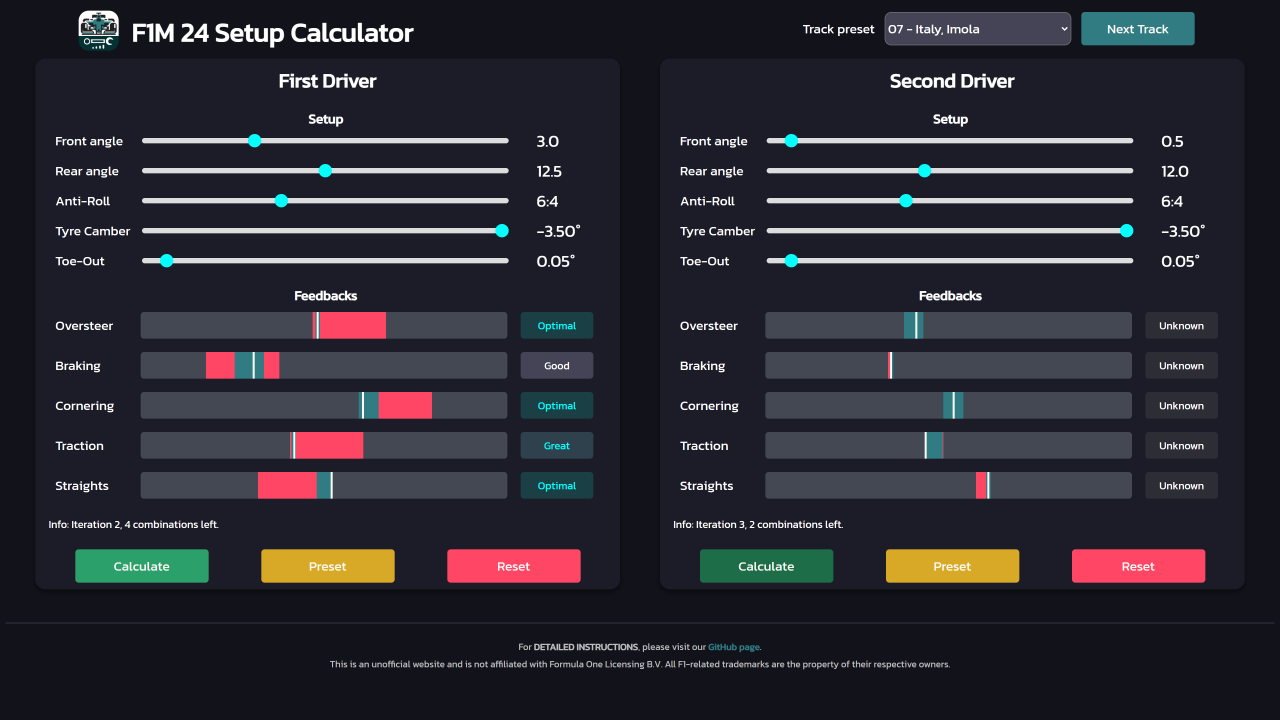 F1M 24 Setup Calculator
Track preset
07 - Italy, Imola
Next Track
First Driver
Setup
Front angle 3.0
Rear angle 12.5
Anti-Roll 6:4
Tyre Camber -3.50°
Toe-Out 0.05°
Feedbacks
Oversteer Optimal
Braking Good
Cornering Optimal
Traction Great
Straights Optimal
Info: Iteration 2, 4 combinations left.
Calculate Preset Reset
Second Driver
Setup
Front angle 0.5
Rear angle 12.0
Anti-Roll 6:4
Tyre Camber -3.50°
Toe-Out 0.05°
Feedbacks
Oversteer Unknown
Braking Unknown
Cornering Unknown
Traction Unknown
Straights Unknown
Info: Iteration 3, 2 combinations left.
Calculate Preset Reset
For DETAILED INSTRUCTIONS, please visit our GitHub page.
This is an unofficial website and is not affiliated with Formula One Licensing B.V. All F1-related trademarks are the property of their respective owners.